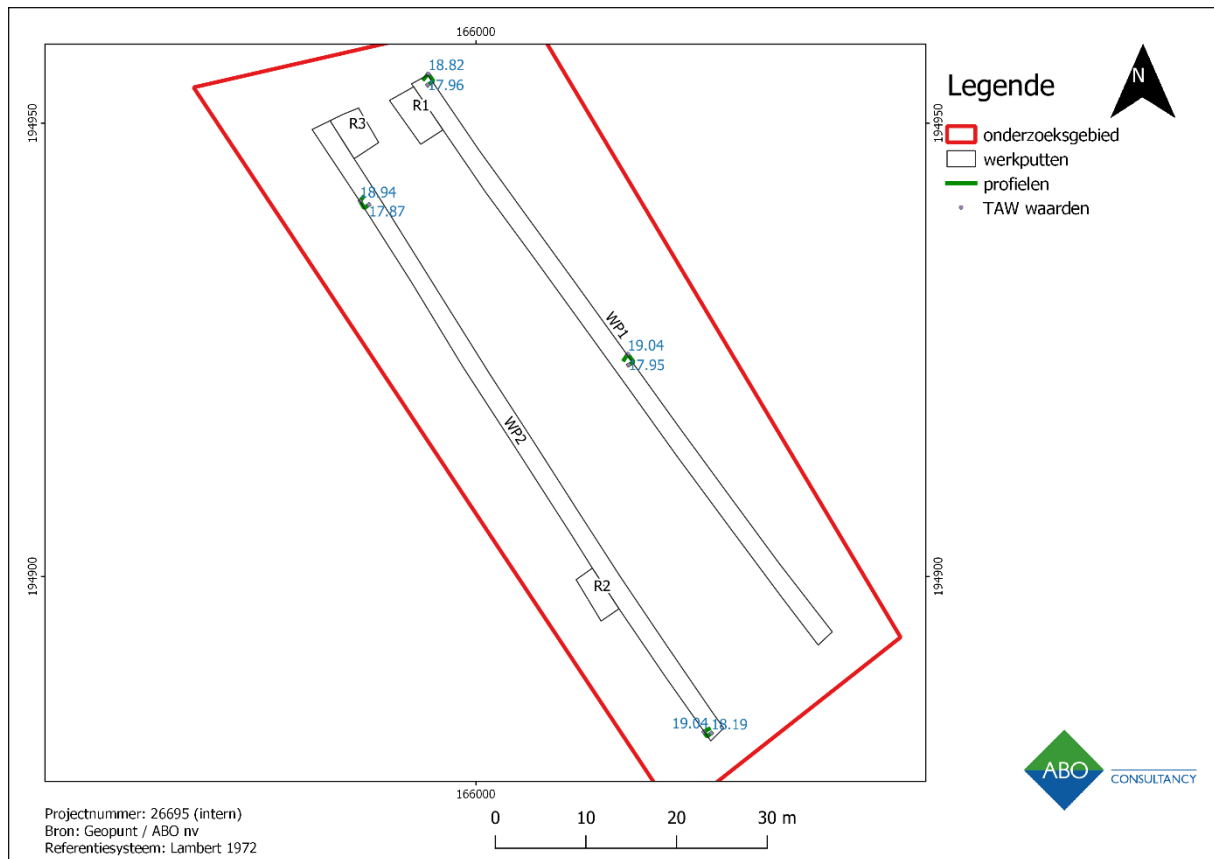 166000
18.82
17.96
R1
R3
194950
194950
18.94
17.87
WP1
19.04
17.95
WP2
R2
194900
194900
19.04
18.19
166000
N
Legende
onderzoeksgebied
werkputten
profielen
TAW waarden
ABO
CONSULTANCY
Projectnummer: 26695 (intern)
Bron: Geopunt / ABO nv
Referentiesysteem: Lambert 1972
0 10 20 30 m